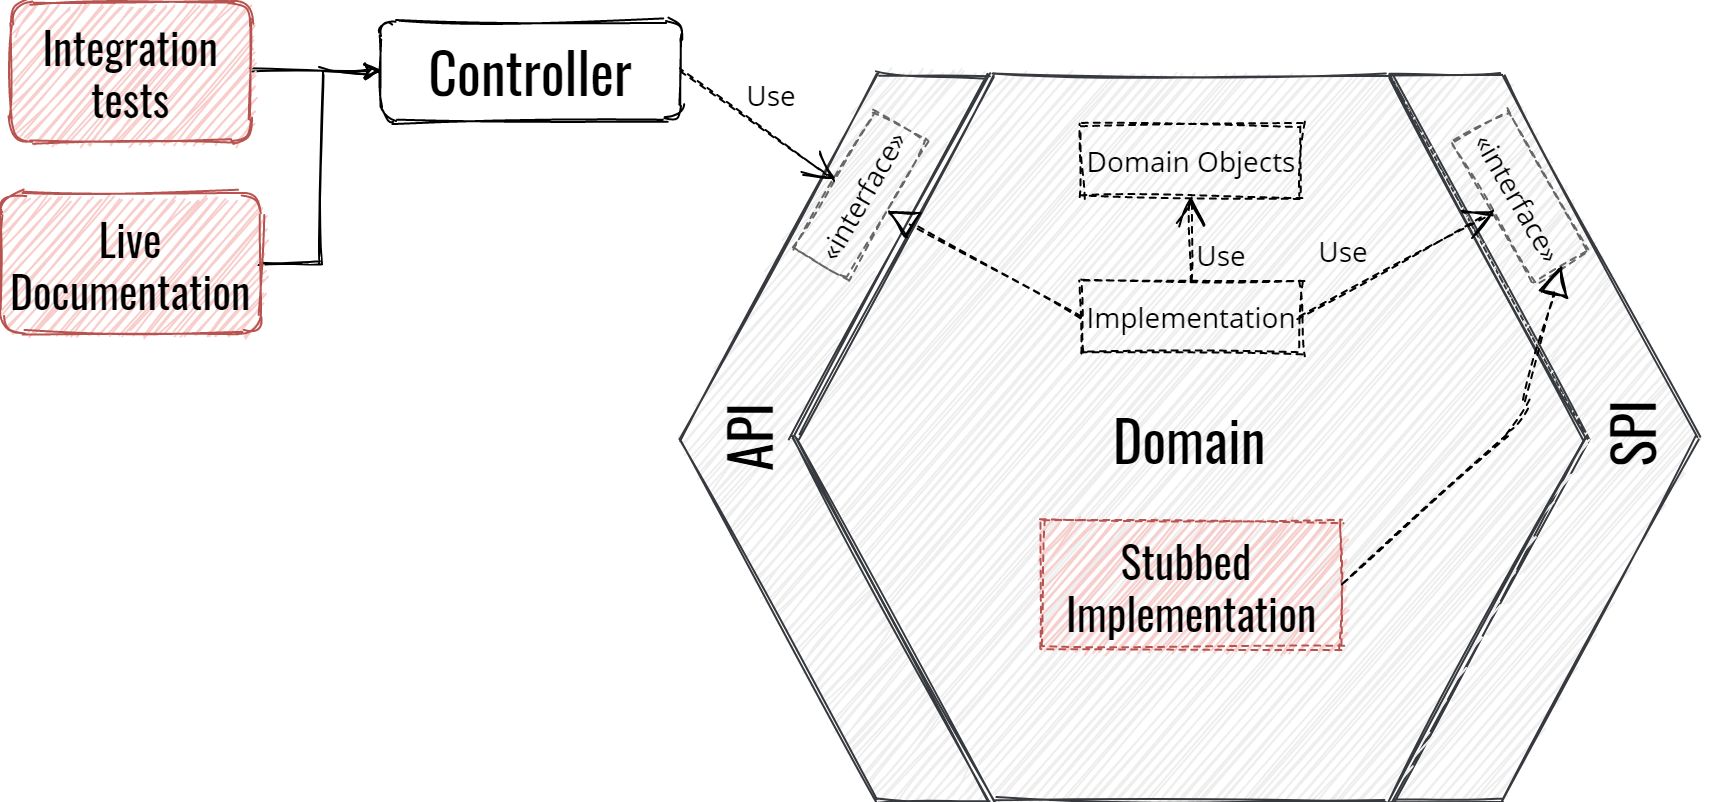 Integration
tests
Controller
Use
Live
Documentation
«interface»
Domain Objects
«interface»
Use
Use
Implementation
API
Domain
SPI
Stubbed
Implementation